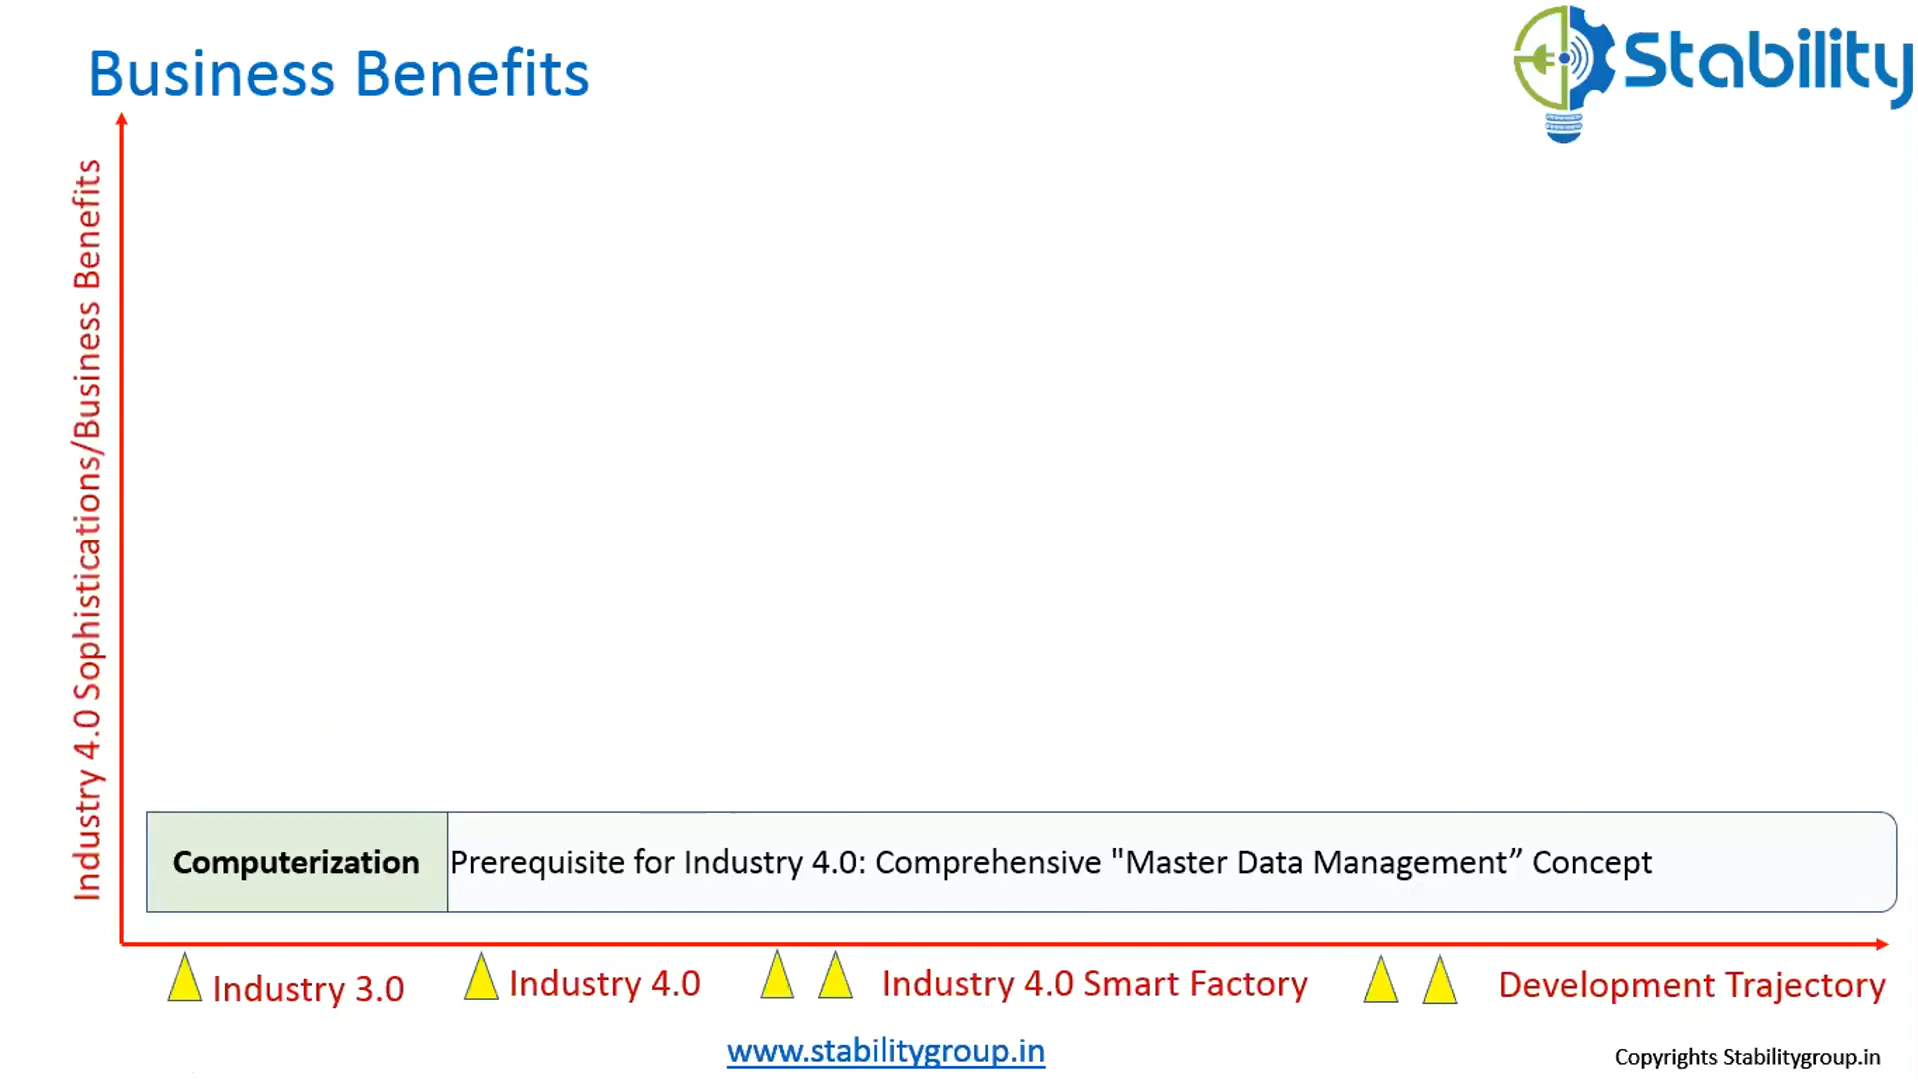 Business Benefits
Stability
Industry 4.0 Sophistications/Business Benefits
Computerization
Prerequisite for Industry 4.0: Comprehensive "Master Data Management” Concept
Industry 3.0
Industry 4.0
Industry 4.0 Smart Factory
Development Trajectory
www.stabilitygroup.in
Copyrights Stabilitygroup.in